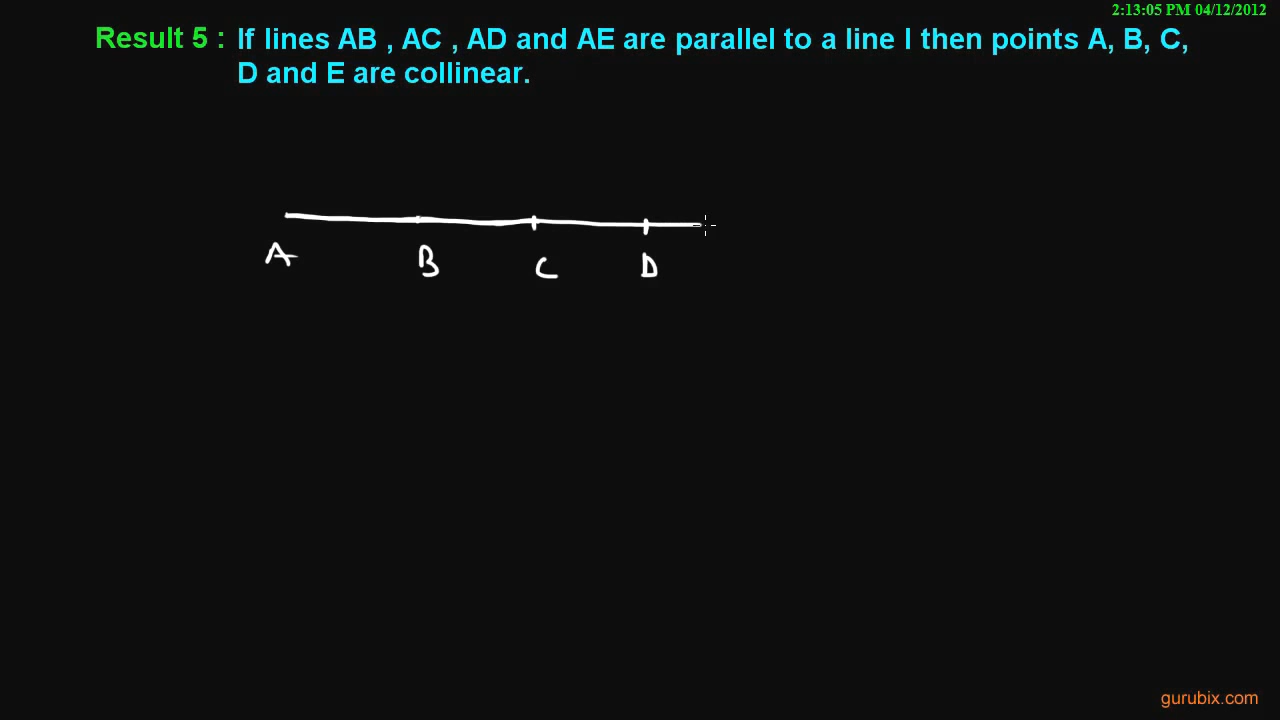 2:13:05 PM 04/12/2012
Result 5 : If lines AB , AC , AD and AE are parallel to a line l then points A, B, C,
D and E are collinear.
A B C D
gurubix.com